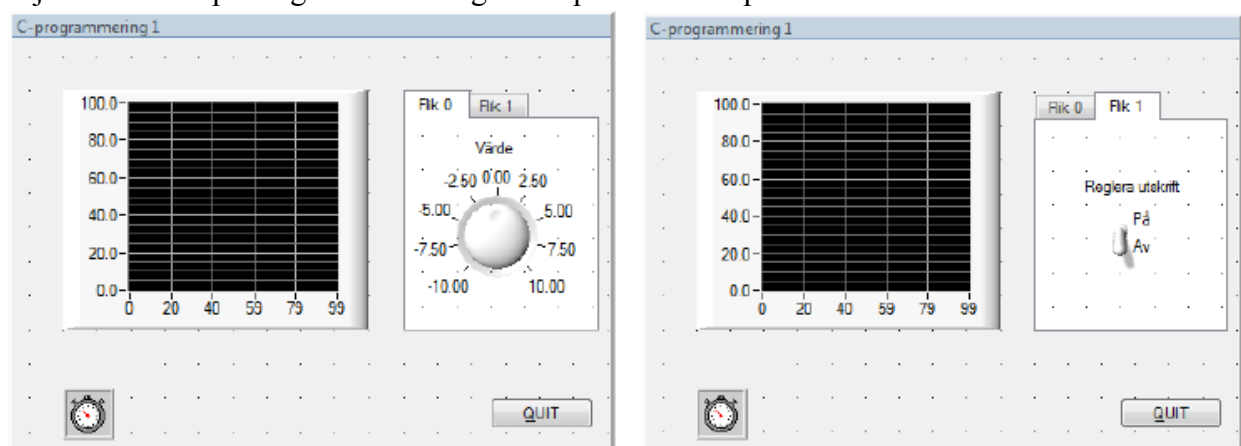 C-programmering 1
100.0
80.0
60.0
40.0
20.0
0.0
0 20 40 59 79 99
Flik 0 Flik 1
Värde
-2.50 0.00 2.50
-5.00 5.00
-7.50 7.50
-10.00 10.00
QUIT
C-programmering 1
100.0
80.0
60.0
40.0
20.0
0.0
0 20 40 59 79 99
Flik 0 Flik 1
Reglera utskrift
På
Av
QUIT